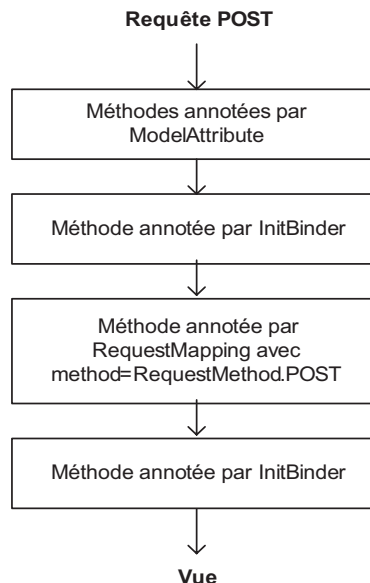 Requête POST
Méthodes annotées par
ModelAttribute
Méthode annotée par InitBinder
Méthode annotée par
RequestMapping avec
method=RequestMethod.POST
Méthode annotée par InitBinder
Vue